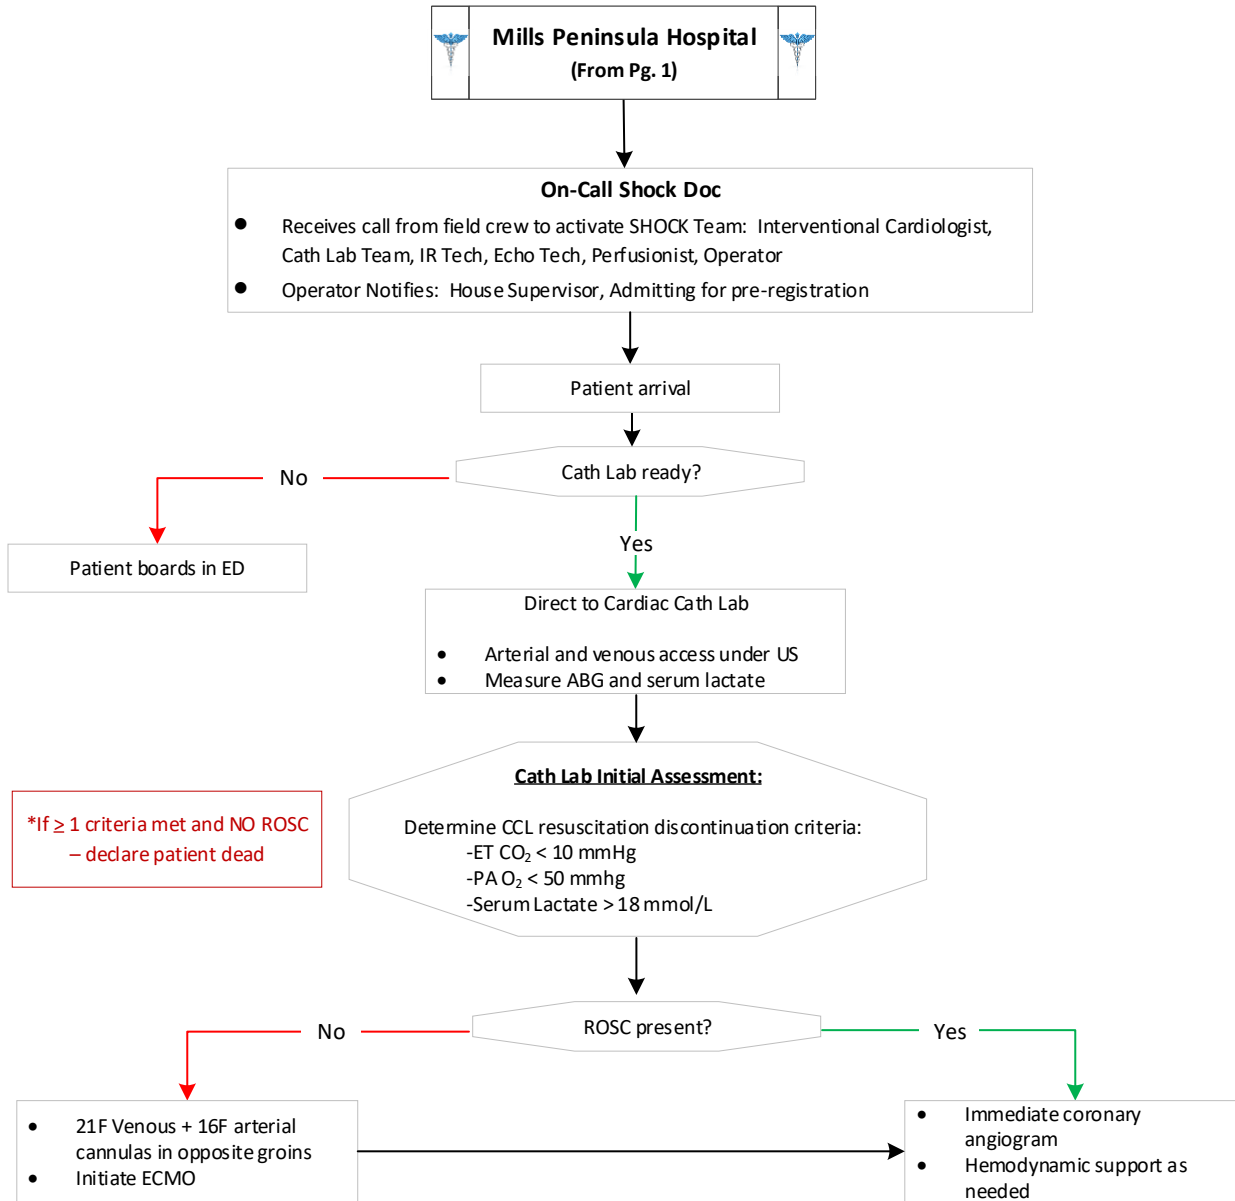 Mills Peninsula Hospital
(From Pg. 1)
On-Call Shock Doc
● Receives call from field crew to activate SHOCK Team: Interventional Cardiologist,
Cath Lab Team, IR Tech, Echo Tech, Perfusionist, Operator
● Operator Notifies: House Supervisor, Admitting for pre-registration
Patient arrival
Cath Lab ready?
No
Yes
Patient boards in ED
Direct to Cardiac Cath Lab
• Arterial and venous access under US
• Measure ABG and serum lactate
Cath Lab Initial Assessment:
Determine CCL resuscitation discontinuation criteria:
-ET CO₂ < 10 mmHg
-PA O₂ < 50 mmhg
-Serum Lactate > 18 mmol/L
*If ≥ 1 criteria met and NO ROSC
– declare patient dead
ROSC present?
No
Yes
• 21F Venous + 16F arterial
cannulas in opposite groins
• Initiate ECMO
• Immediate coronary
angiogram
• Hemodynamic support as
needed